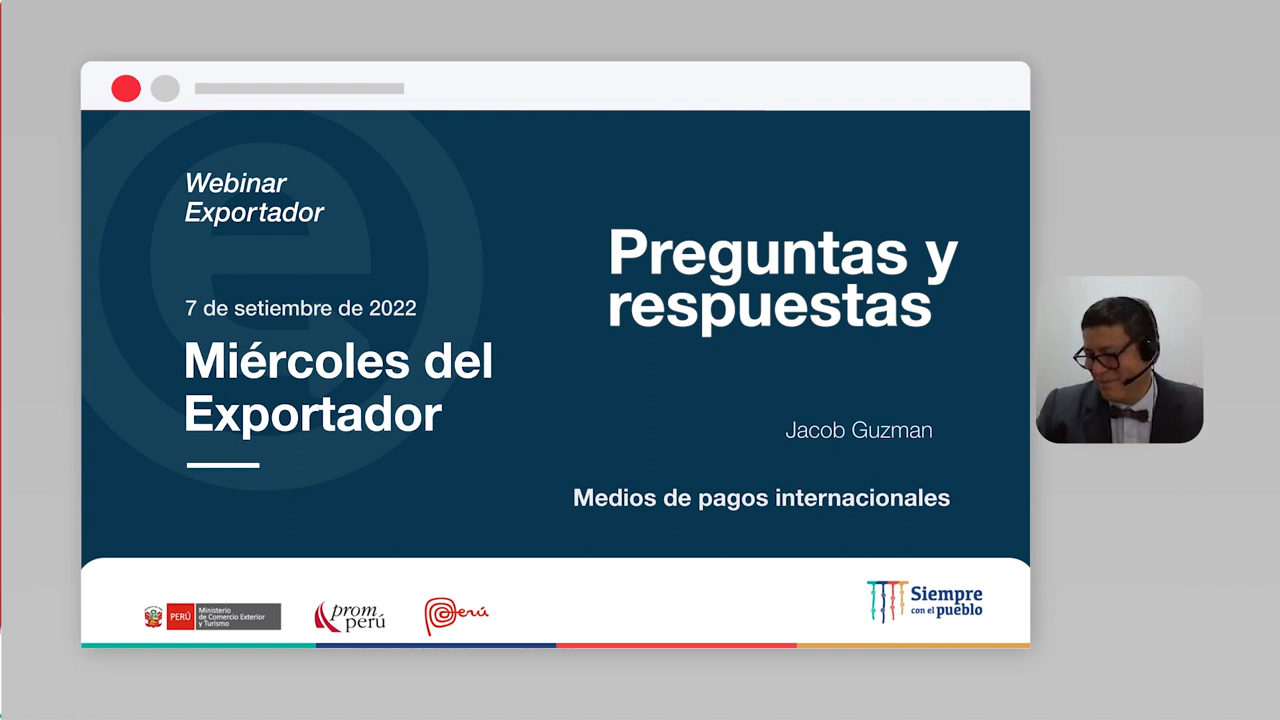 Webinar
Exportador
7 de setiembre de 2022
Miércoles del
Exportador
Preguntas y
respuestas
Jacob Guzman
Medios de pagos internacionales
PERÚ
Ministerio
de Comercio Exterior
y Turismo
prom
perú
Perú
Siempre
con el pueblo